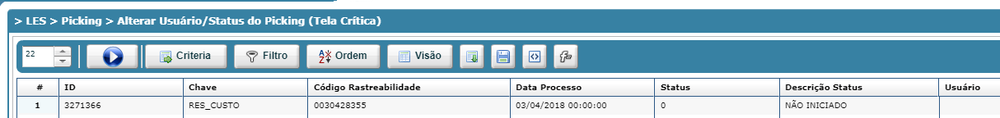 > LES > Picking > Alterar Usuário/Status do Picking (Tela Crítica)
22 Criteria Filtro Ordem Visão
# ID Chave Código Rastreabilidade Data Processo Status Descrição Status Usuário
1 3271366 RES_CUSTO 0030428355 03/04/2018 00:00:00 0 NÃO INICIADO